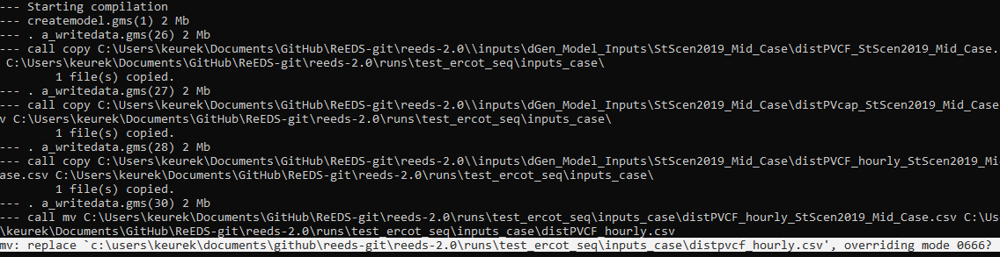 --- Starting compilation
--- createmodel.gms(1) 2 Mb
--- . a_writedata.gms(26) 2 Mb
--- call copy C:\Users\keurek\Documents\GitHub\ReEDS-git\reeds-2.0\\inputs\dGen_Model_Inputs\StScen2019_Mid_Case\distPVCF_StScen2019_Mid_Case.
 C:\Users\keurek\Documents\GitHub\ReEDS-git\reeds-2.0\runs\test_ercot_seq\inputs_case\
        1 file(s) copied.
--- . a_writedata.gms(27) 2 Mb
--- call copy C:\Users\keurek\Documents\GitHub\ReEDS-git\reeds-2.0\\inputs\dGen_Model_Inputs\StScen2019_Mid_Case\distPVcap_StScen2019_Mid_Case
v C:\Users\keurek\Documents\GitHub\ReEDS-git\reeds-2.0\runs\test_ercot_seq\inputs_case\
        1 file(s) copied.
--- . a_writedata.gms(28) 2 Mb
--- call copy C:\Users\keurek\Documents\GitHub\ReEDS-git\reeds-2.0\\inputs\dGen_Model_Inputs\StScen2019_Mid_Case\distPVCF_hourly_StScen2019_Mi
ase.csv C:\Users\keurek\Documents\GitHub\ReEDS-git\reeds-2.0\runs\test_ercot_seq\inputs_case\
        1 file(s) copied.
--- . a_writedata.gms(30) 2 Mb
--- call mv C:\Users\keurek\Documents\GitHub\ReEDS-git\reeds-2.0\runs\test_ercot_seq\inputs_case\distPVCF_hourly_StScen2019_Mid_Case.csv C:\Us
\keurek\Documents\GitHub\ReEDS-git\reeds-2.0\runs\test_ercot_seq\inputs_case\distPVCF_hourly.csv
mv: replace `c:\users\keurek\documents\github\reeds-git\reeds-2.0\runs\test_ercot_seq\inputs_case\distpvcf_hourly.csv', overriding mode 0666?